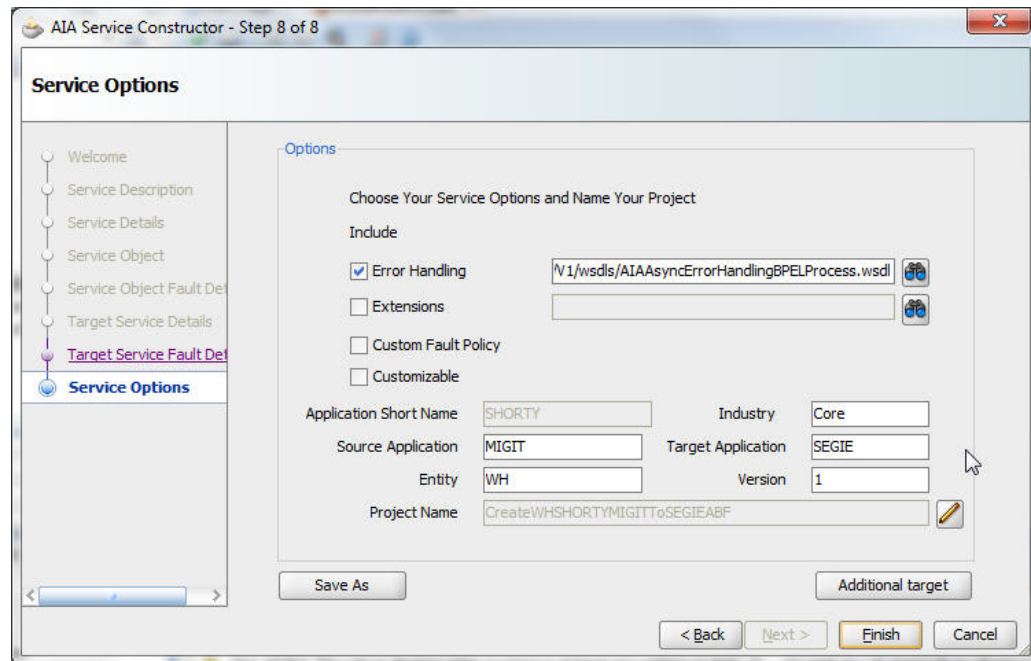 AIA Service Constructor - Step 8 of 8
Service Options
Welcome
Service Description
Service Details
Service Object
Service Object Fault Det
Target Service Details
Target Service Fault Det
Service Options
Options
Choose Your Service Options and Name Your Project
Include
Error Handling V1/wsdls/AIAAsyncErrorHandlingBPELProcess.wsdl
Extensions
Custom Fault Policy
Customizable
Application Short Name SHORTY Industry Core
Source Application MIGIT Target Application SEGIE
Entity WH Version 1
Project Name CreateWHSHORTYMIGITToSEGIEABF
Save As Additional target
< Back Next > Finish Cancel